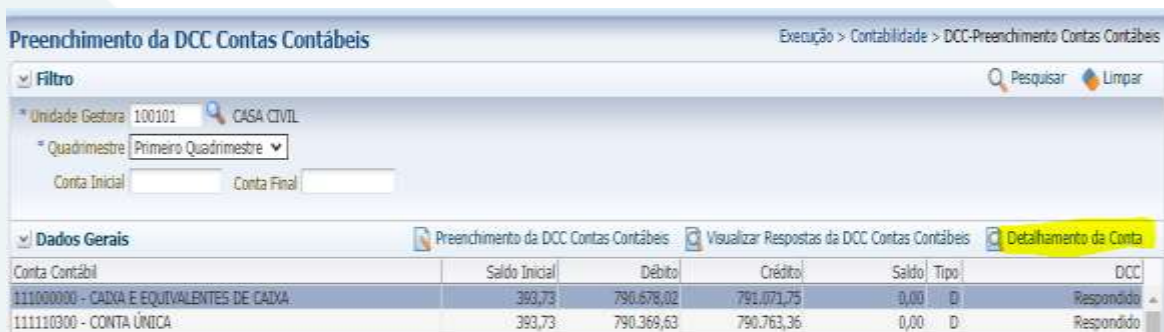 Preenchimento da DCC Contas Contábeis
Execução > Contabilidade > DCC-Preenchimento Contas Contábeis
Filtro Pesquisar Limpar
* Unidade Gestora 100101 CASA CIVIL
* Quadrimestre Primeiro Quadrimestre
Conta Inicial Conta Final
Dados Gerais Preenchimento da DCC Contas Contábeis Visualizar Respostas da DCC Contas Contábeis Detalhamento da Conta
Conta Contábil Saldo Inicial Débito Crédito Saldo Tipo DCC
111000000 - CAIXA E EQUIVALENTES DE CAIXA 393,73 790.678,02 791.071,75 0,00 D Respondido
111110300 - CONTA ÚNICA 393,73 790.369,63 790.763,36 0,00 D Respondido